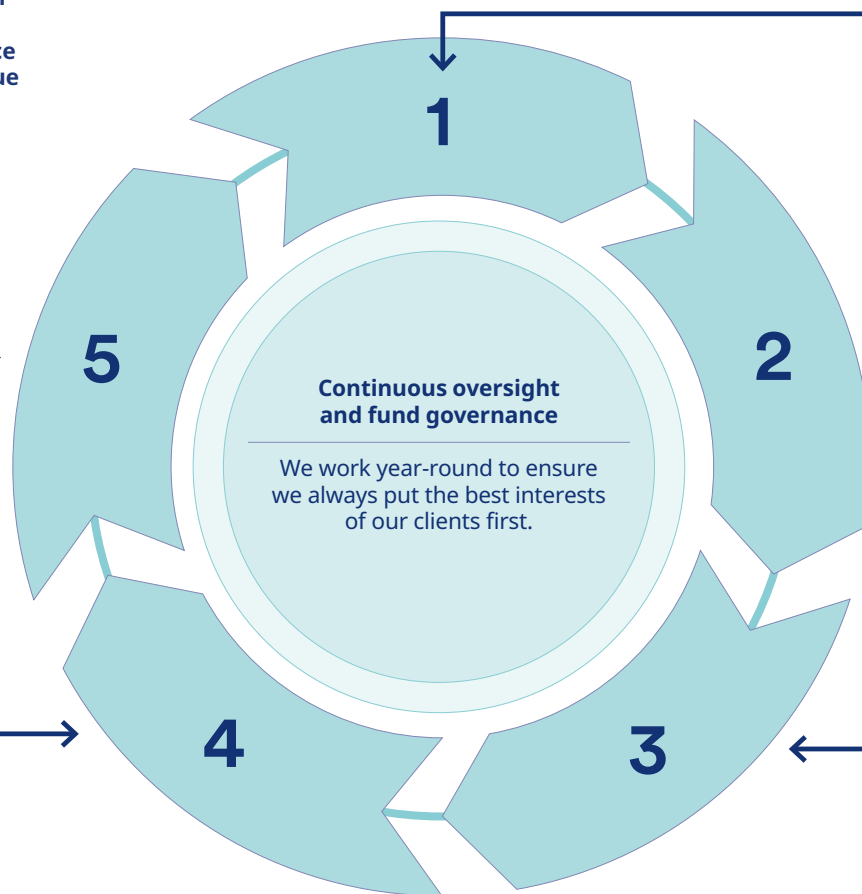 1
2
5
Continuous oversight
and fund governance
We work year-round to ensure
we always put the best interests
of our clients first.
4
3